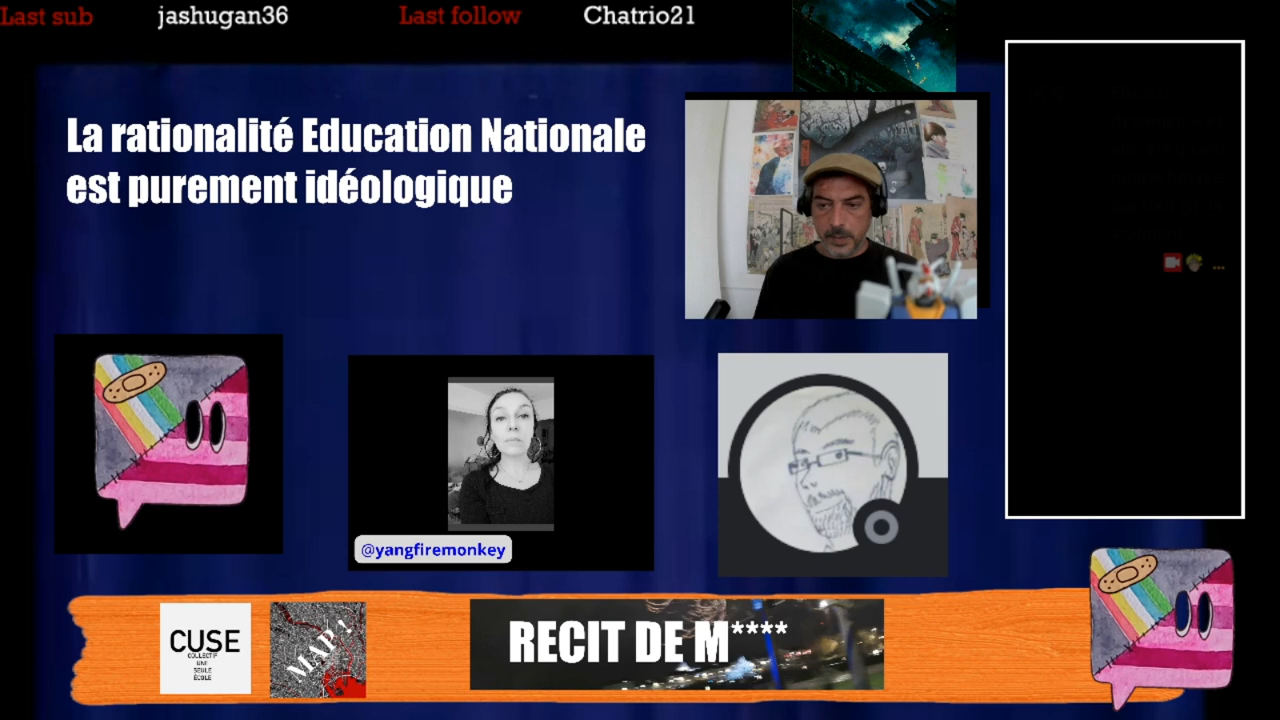 Last sub jashugan36 Last follow Chatrio21
La rationalité Education Nationale
est purement idéologique
@yangfiremonkey
CUSE
COLLECTIF
UNE
SEULE
ÉCOLE
MAP !
RECIT DE M****